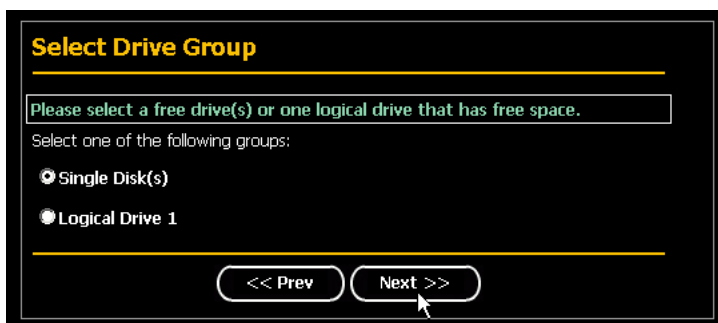 Select Drive Group
Please select a free drive(s) or one logical drive that has free space.
Select one of the following groups:
Single Disk(s)
Logical Drive 1
<< Prev
Next >>